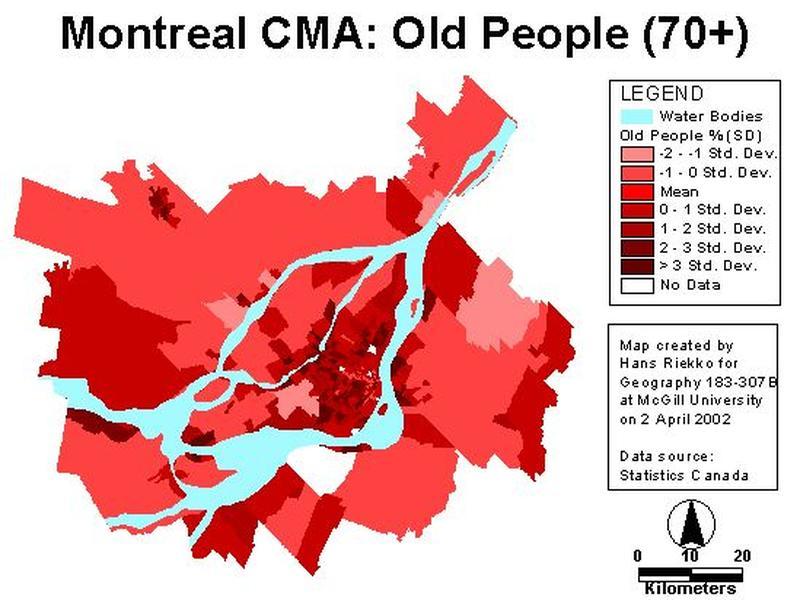 Montreal CMA: Old People (70+)
LEGEND
Water Bodies
Old People %(SD)
-2 - -1 Std. Dev.
-1 - 0 Std. Dev.
Mean
0 - 1 Std. Dev.
1 - 2 Std. Dev.
2 - 3 Std. Dev.
> 3 Std. Dev.
No Data
Map created by
Hans Riekko for
Geography 183-307B
at McGill University
on 2 April 2002
Data source:
Statistics Canada
0 10 20
Kilometers